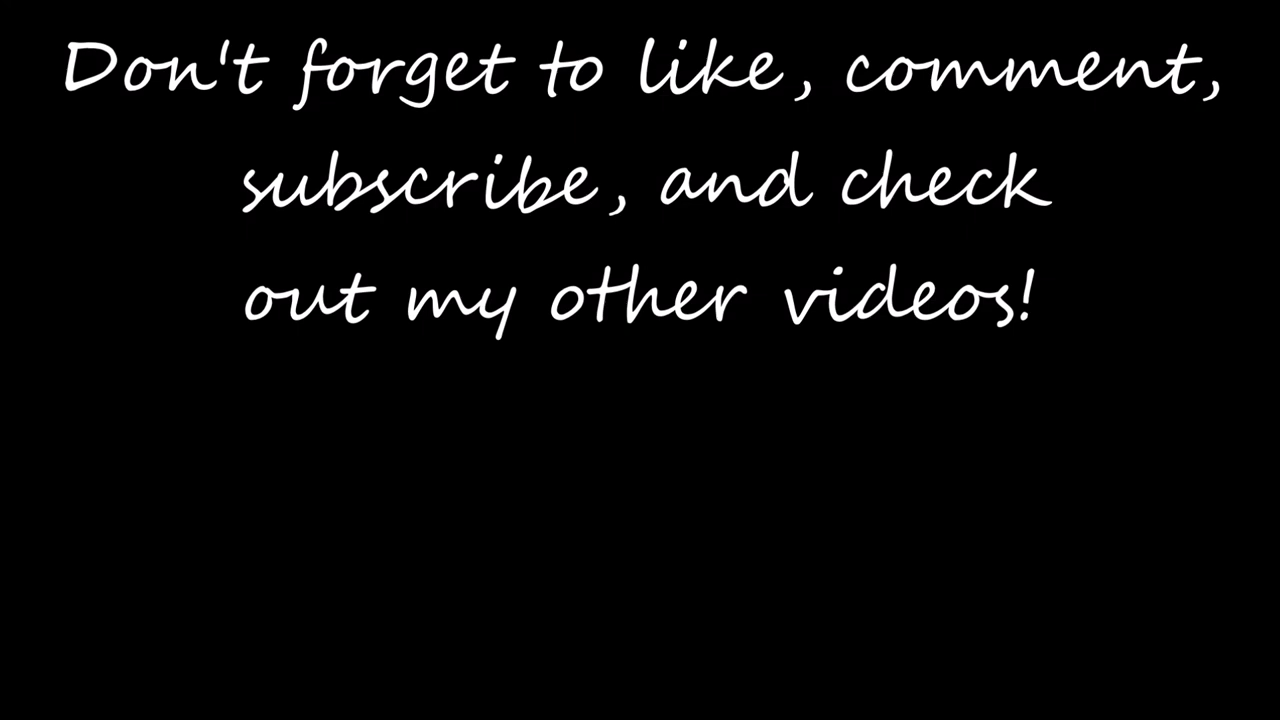 Don't forget to like, comment,
subscribe, and check
out my other videos!